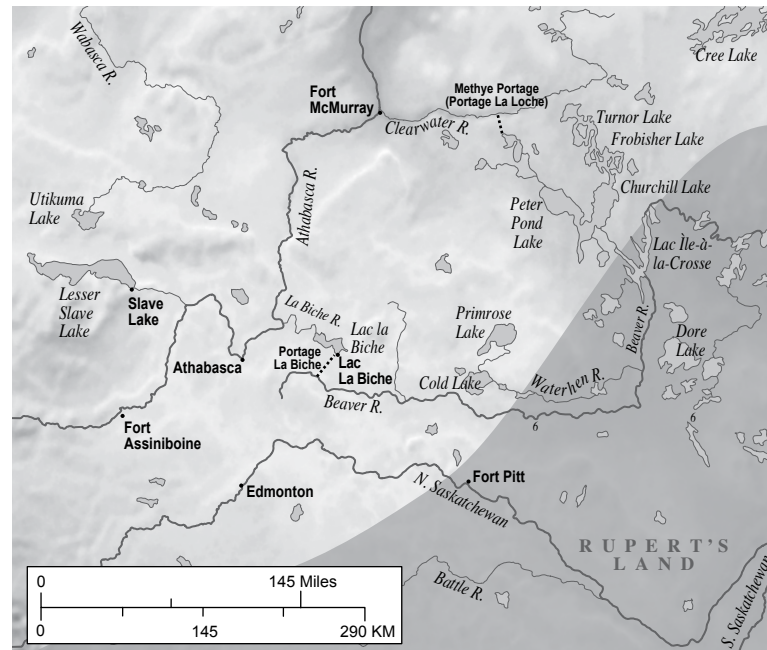 Wabasca R.
Cree Lake
Fort
McMurray
Methye Portage
(Portage La Loche)
Clearwater R.
Turnor Lake
Frobisher Lake
Churchill Lake
Utikuma
Lake
Athabasca R.
Peter
Pond
Lake
Lac Île-à-
la-Crosse
Lesser
Slave
Lake
Slave
Lake
La Biche R.
Lac la
Biche
Primrose
Lake
Beaver R.
Dore
Lake
Athabasca
Portage
La Biche
Lac
La Biche
Cold Lake
Waterhen R.
Beaver R.
Fort
Assiniboine
6
6
Edmonton
N. Saskatchewan
Fort Pitt
RUPERT'S
LAND
Battle R.
S. Saskatchewan
0
145 Miles
0
145
290 KM